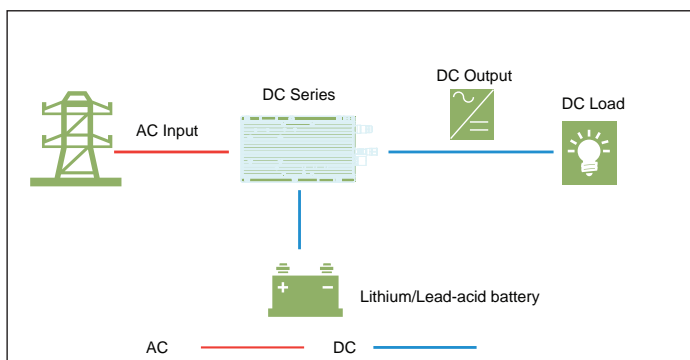 DC Output
DC Series
DC Load
AC Input
Lithium/Lead-acid battery
AC
DC